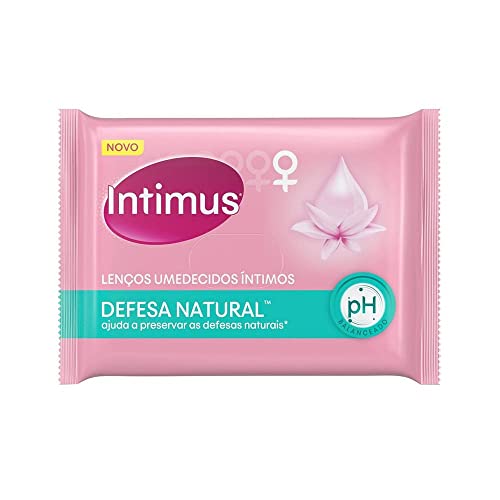 NOVO
Intimus
LENÇOS UMEDECIDOS ÍNTIMOS
DEFESA NATURAL™
ajuda a preservar as defesas naturais*
pH
BALANCEADO